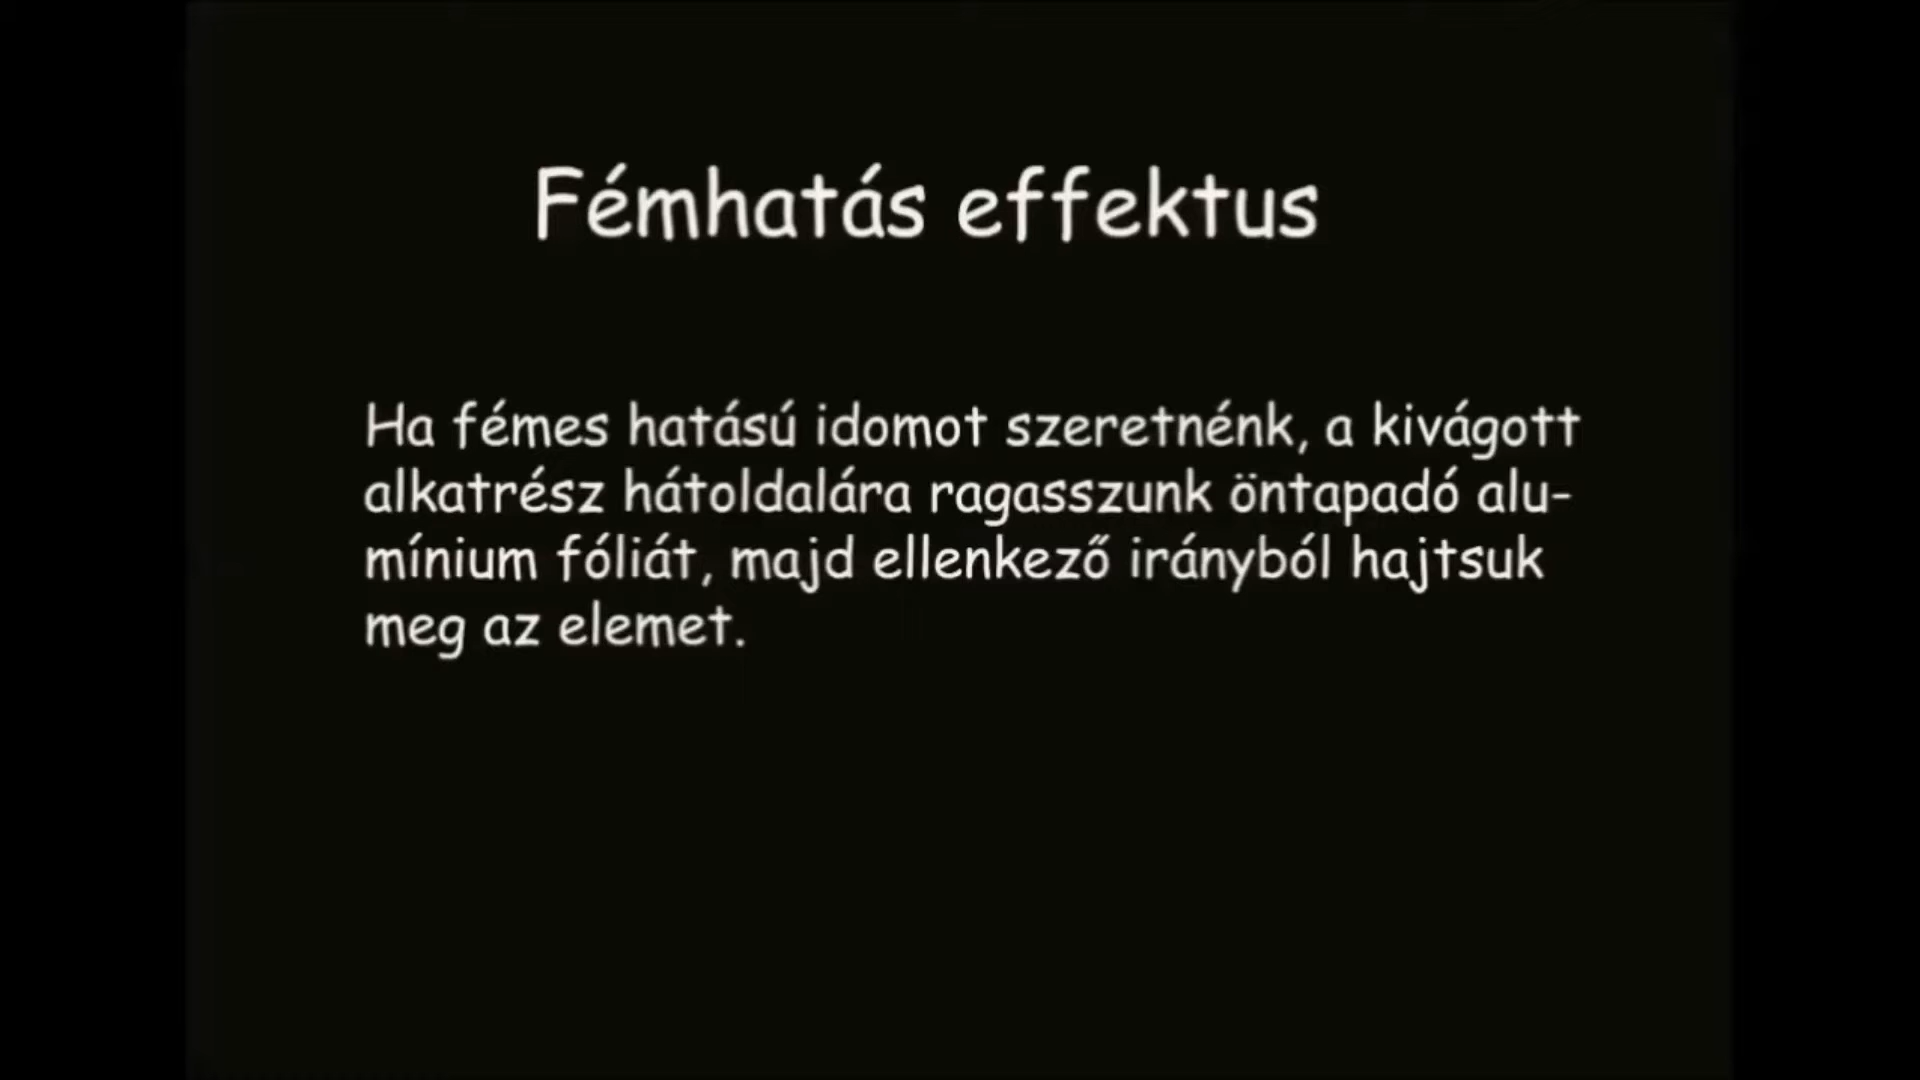 Fémhatás effektus
Ha fémes hatású idomot szeretnénk, a kivágott
alkatrész hátoldalára ragasszunk öntapadó alu-
mínium fóliát, majd ellenkező irányból hajtsuk
meg az elemet.